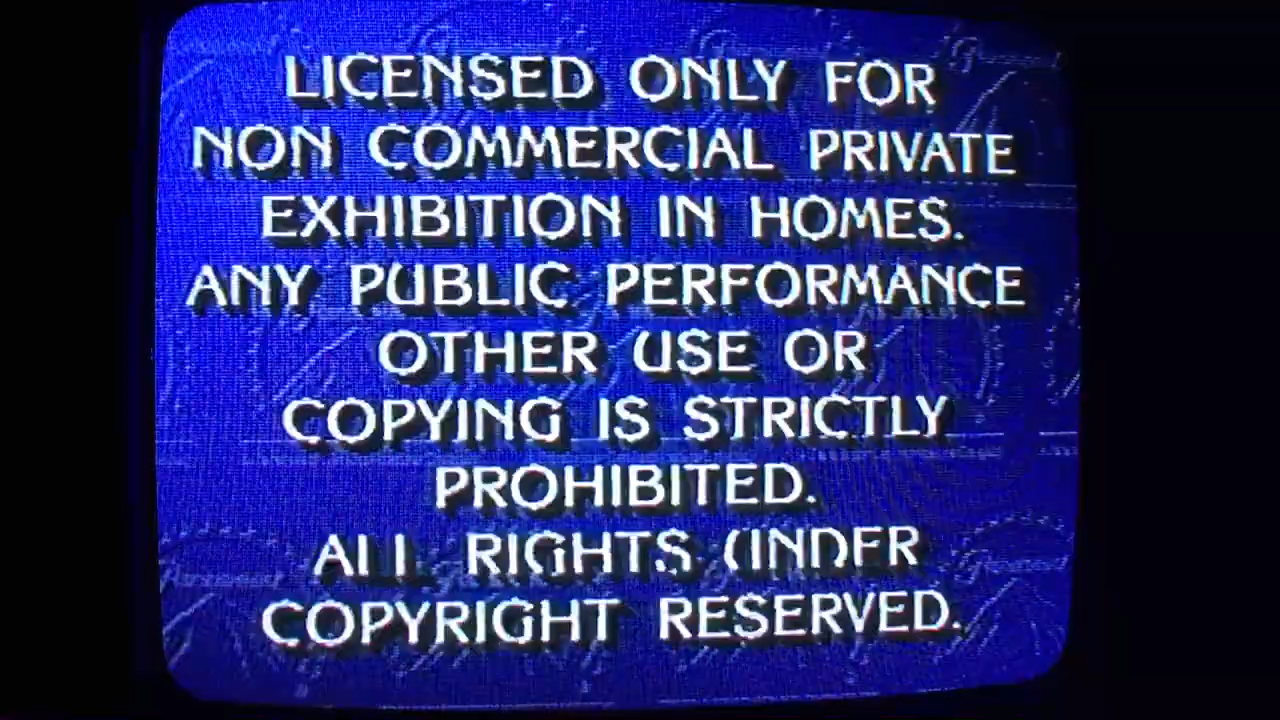 LICENSED ONLY FOR
NON COMMERCIAL PRIVATE
EXHIBITION IN HOMES.
ANY PUBLIC PERFORMANCE
OTHER USE OR
COPYING IS STRICTLY
PROHIBITED.
ALL RIGHTS UNDER
COPYRIGHT RESERVED.